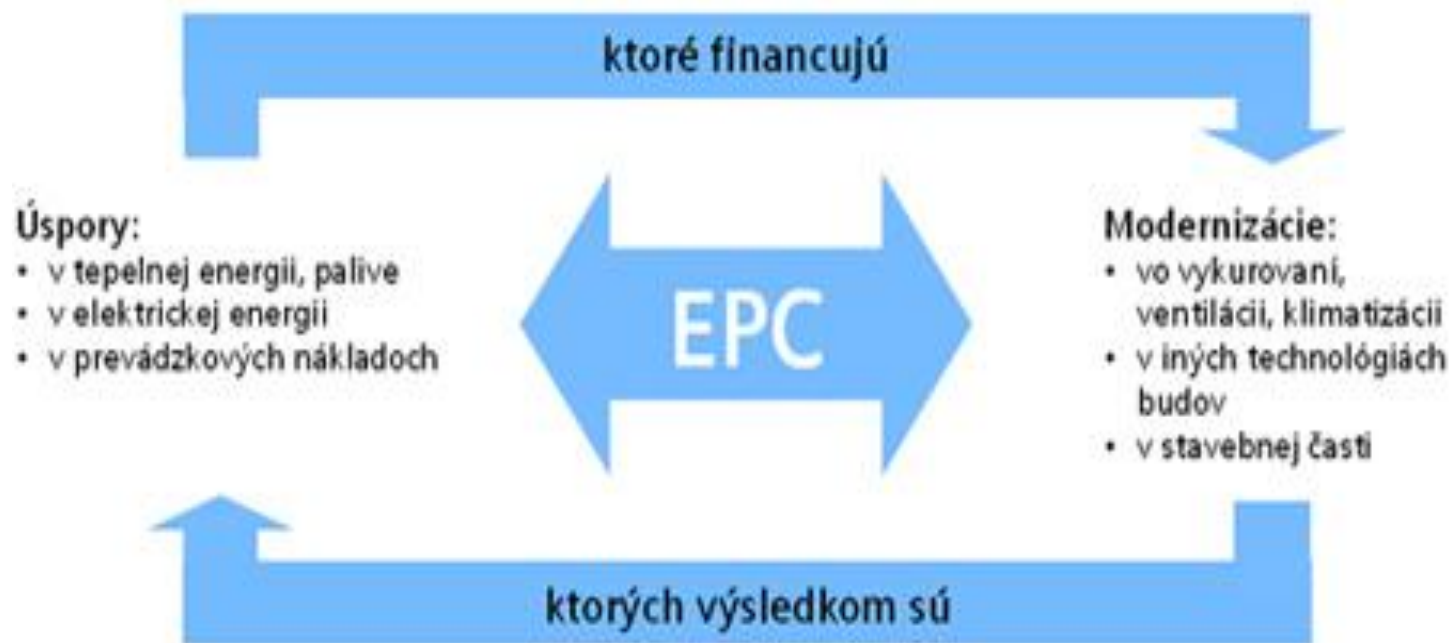 ktoré financujú
Úspory:
• v tepelnej energii, palive
• v elektrickej energii
• v prevádzkových nákladoch
EPC
Modernizácie:
• vo vykurovaní,
ventilácii, klimatizácii
• v iných technológiách
budov
• v stavebnej časti
ktorých výsledkom sú